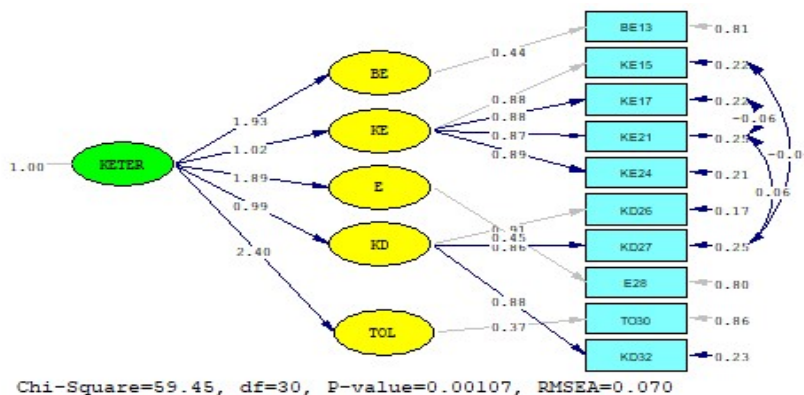 BE13
0.81
0.44
BE
KE15
0.22
1.93
0.88
KE17
0.22
0.88
-0.06
KE
1.02
0.87
KE21
0.25
KETER
1.00
0.89
KE24
0.21
1.89
E
0.06
0.99
0.91
KD26
0.17
KD
0.45
0.86
KD27
0.25
2.40
E28
0.80
0.88
TOL
0.37
TO30
0.86
KD32
0.23
Chi-Square=59.45, df=30, P-value=0.00107, RMSEA=0.070